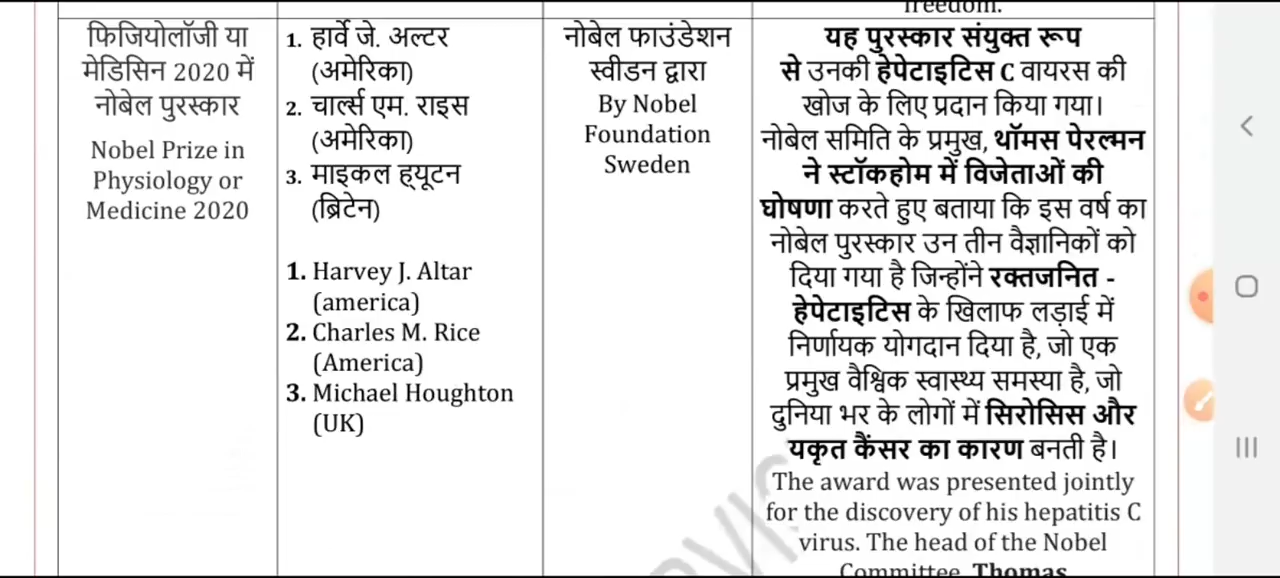 freedom.
फिजियोलॉजी या
मेडिसिन 2020 में
नोबेल पुरस्कार
Nobel Prize in
Physiology or
Medicine 2020
1. हार्वे जे. अल्टर
(अमेरिका)
2. चार्ल्स एम. राइस
(अमेरिका)
3. माइकल ह्यूटन
(ब्रिटेन)
1. Harvey J. Altar
(america)
2. Charles M. Rice
(America)
3. Michael Houghton
(UK)
नोबेल फाउंडेशन
स्वीडन द्वारा
By Nobel
Foundation
Sweden
यह पुरस्कार संयुक्त रूप
से उनकी हेपेटाइटिस C वायरस की
खोज के लिए प्रदान किया गया।
नोबेल समिति के प्रमुख, थॉमस पेरल्मन
ने स्टॉकहोम में विजेताओं की
घोषणा करते हुए बताया कि इस वर्ष का
नोबेल पुरस्कार उन तीन वैज्ञानिकों को
दिया गया है जिन्होंने रक्तजनित -
हेपेटाइटिस के खिलाफ लड़ाई में
निर्णायक योगदान दिया है, जो एक
प्रमुख वैश्विक स्वास्थ्य समस्या है, जो
दुनिया भर के लोगों में सिरोसिस और
यकृत कैंसर का कारण बनती है।
The award was presented jointly
for the discovery of his hepatitis C
virus. The head of the Nobel
Committee, Thomas